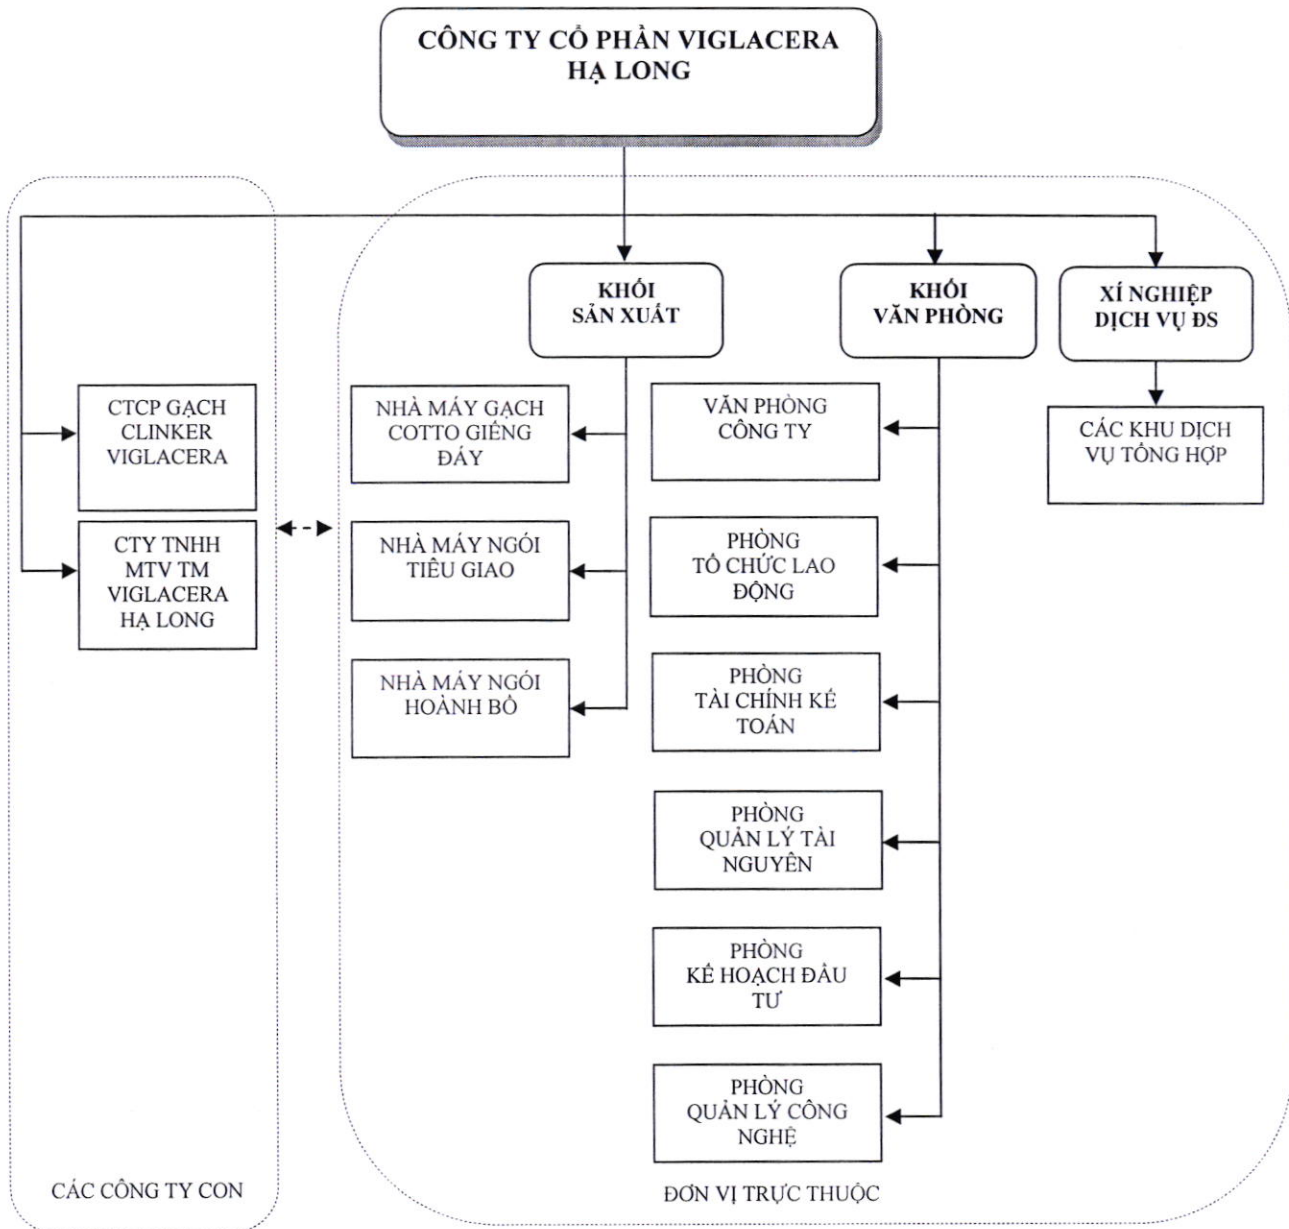 CÔNG TY CỔ PHẦN VIGLACERA
HẠ LONG
KHỐI
SẢN XUẤT
KHỐI
VĂN PHÒNG
XÍ NGHIỆP
DỊCH VỤ ĐS
CTCP GẠCH
CLINKER
VIGLACERA
CTY TNHH
MTV TM
VIGLACERA
HẠ LONG
NHÀ MÁY GẠCH
COTTO GIẾNG
ĐÁY
NHÀ MÁY NGÓI
TIÊU GIAO
NHÀ MÁY NGÓI
HOÀNH BỒ
VĂN PHÒNG
CÔNG TY
PHÒNG
TỔ CHỨC LAO
ĐỘNG
PHÒNG
TÀI CHÍNH KẾ
TOÁN
PHÒNG
QUẢN LÝ TÀI
NGUYÊN
PHÒNG
KẾ HOẠCH ĐẦU
TƯ
PHÒNG
QUẢN LÝ CÔNG
NGHỆ
CÁC KHU DỊCH
VỤ TỔNG HỢP
CÁC CÔNG TY CON
ĐƠN VỊ TRỰC THUỘC